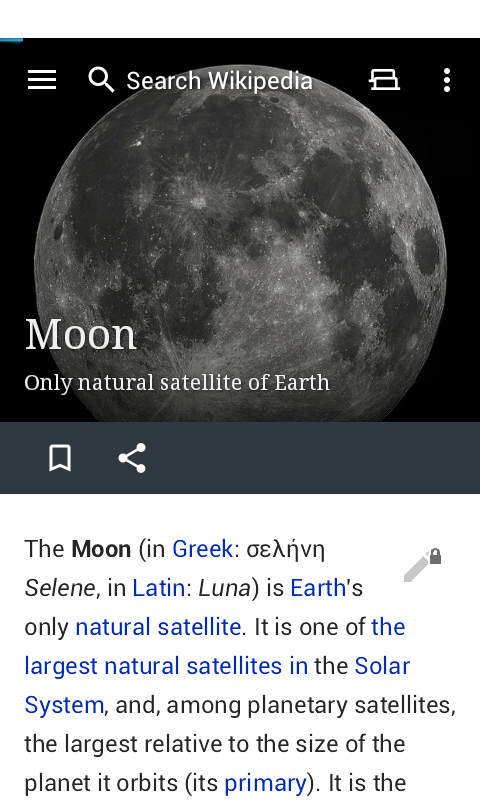 Search Wikipedia
Moon
Only natural satellite of Earth
The Moon (in Greek: σελήνη
Selene, in Latin: Luna) is Earth's
only natural satellite. It is one of the
largest natural satellites in the Solar
System, and, among planetary satellites,
the largest relative to the size of the
planet it orbits (its primary). It is the